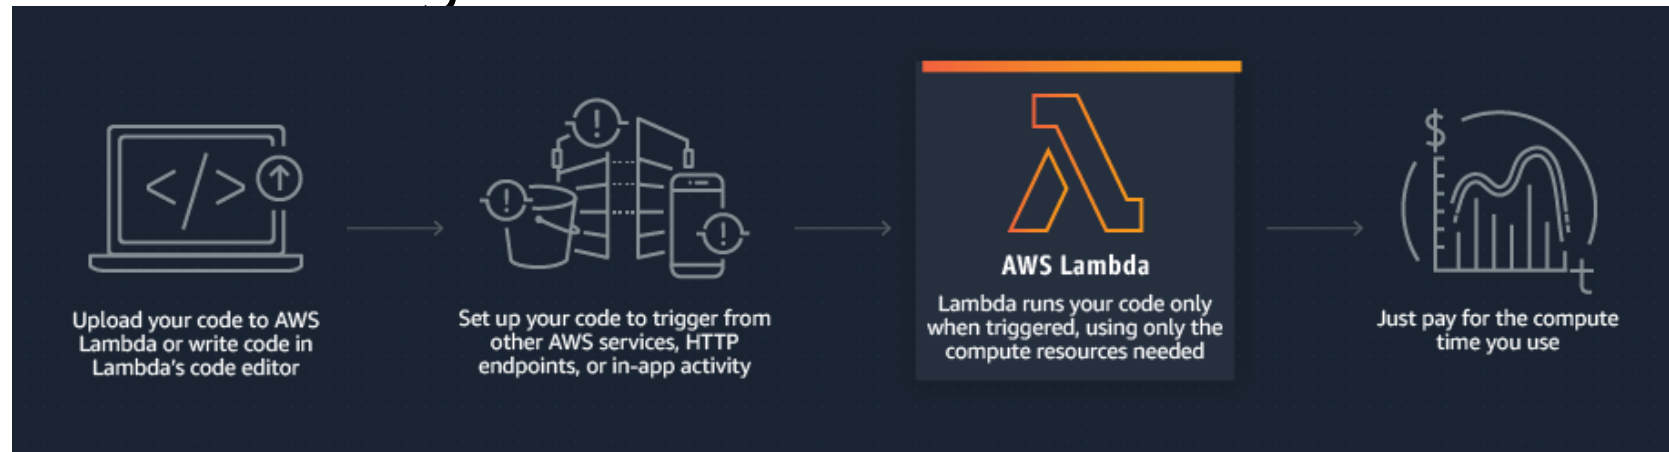 Upload your code to AWS
Lambda or write code in
Lambda's code editor
Set up your code to trigger from
other AWS services, HTTP
endpoints, or in-app activity
AWS Lambda
Lambda runs your code only
when triggered, using only the
compute resources needed
$
t
Just pay for the compute
time you use